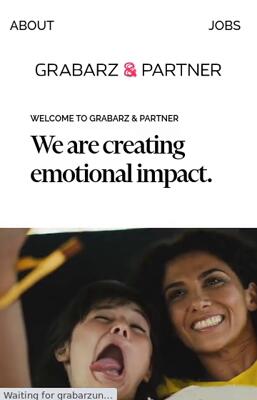 ABOUT JOBS
GRABARZ & PARTNER
WELCOME TO GRABARZ & PARTNER
We are creating
emotional impact.
Waiting for grabarzun...